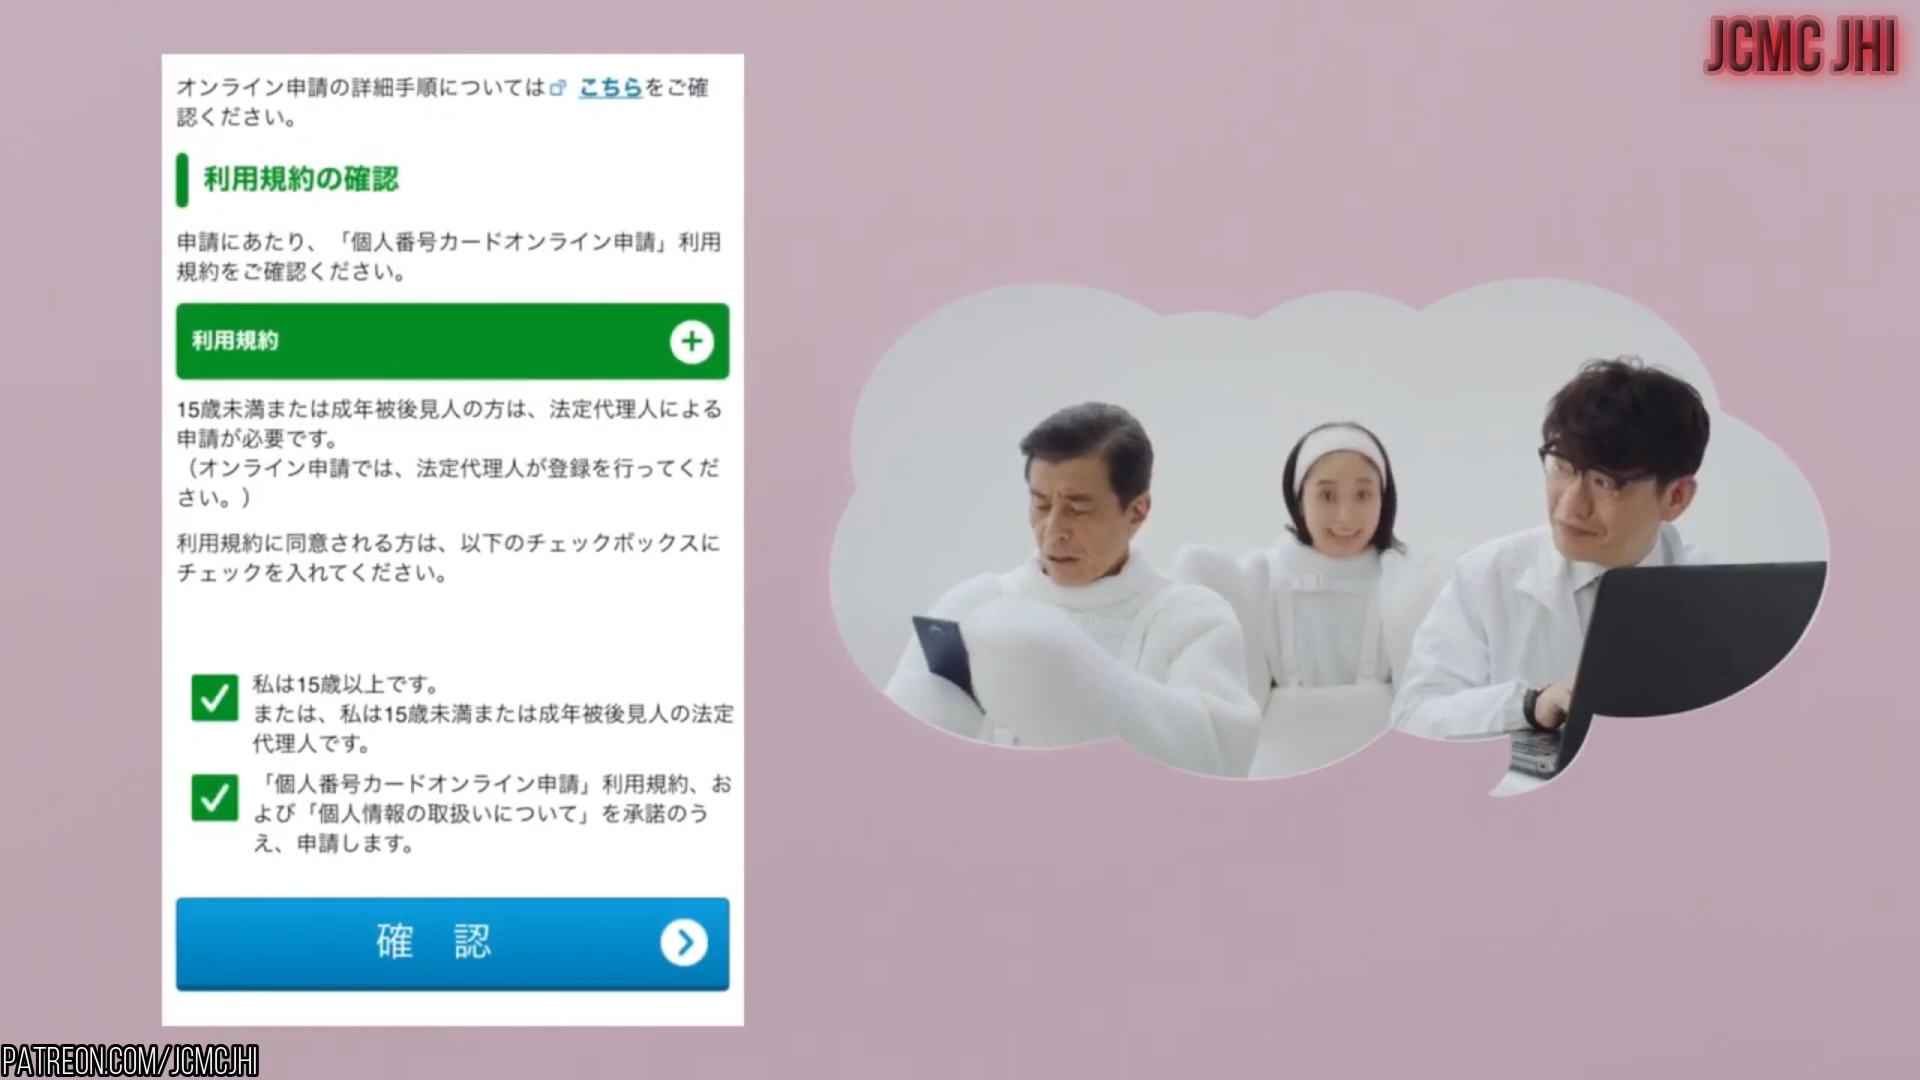 JCMC JHI
オンライン申請の詳細手順については こちらをご確
認ください。
利用規約の確認
申請にあたり、「個人番号カードオンライン申請」利用
規約をご確認ください。
利用規約
15歳未満または成年被後見人の方は、法定代理人による
申請が必要です。
（オンライン申請では、法定代理人が登録を行ってくだ
さい。）
利用規約に同意される方は、以下のチェックボックスに
チェックを入れてください。
私は15歳以上です。
または、私は15歳未満または成年被後見人の法定
代理人です。
「個人番号カードオンライン申請」利用規約、お
よび「個人情報の取扱いについて」を承諾のう
え、申請します。
確 認
PATREON.COM/JCMCJHI